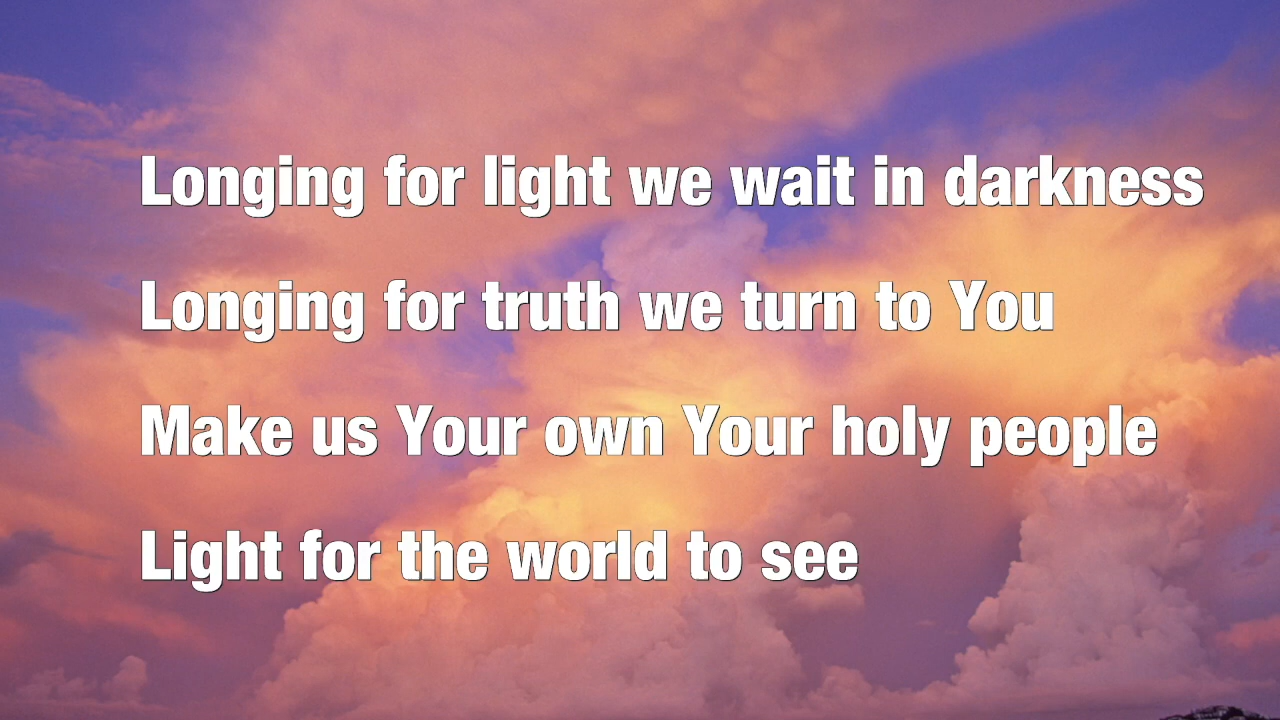 Longing for light we wait in darkness
Longing for truth we turn to You
Make us Your own Your holy people
Light for the world to see